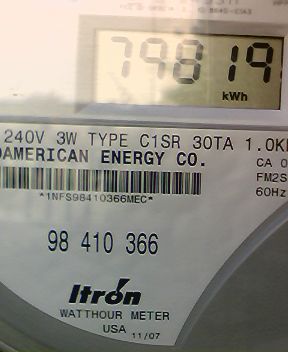 79819
kWh
240V 3W TYPE C1SR 30TA 1.0K
OAMERICAN ENERGY CO.
CA 0
FM2S
*1NFS98410366MEC*
60Hz
98 410 366
Itron
WATTHOUR METER
USA 11/07